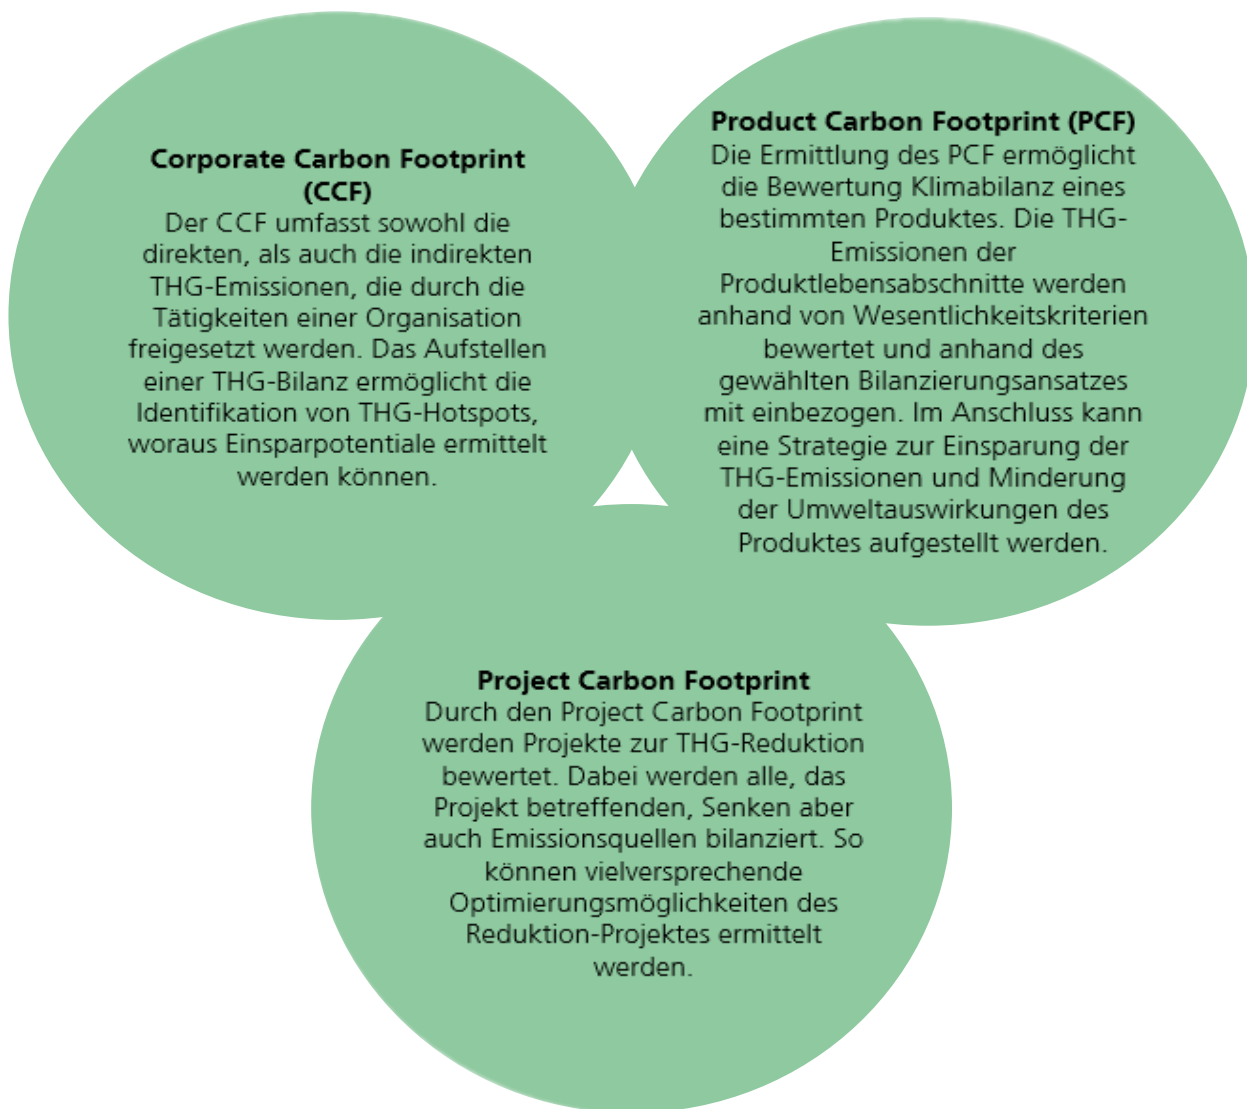 Corporate Carbon Footprint
(CCF)
Der CCF umfasst sowohl die
direkten, als auch die indirekten
THG-Emissionen, die durch die
Tätigkeiten einer Organisation
freigesetzt werden. Das Aufstellen
einer THG-Bilanz ermöglicht die
Identifikation von THG-Hotspots,
woraus Einsparpotentiale ermittelt
werden können.
Product Carbon Footprint (PCF)
Die Ermittlung des PCF ermöglicht
die Bewertung Klimabilanz eines
bestimmten Produktes. Die THG-
Emissionen der
Produktlebensabschnitte werden
anhand von Wesentlichkeitskriterien
bewertet und anhand des
gewählten Bilanzierungsansatzes
mit einbezogen. Im Anschluss kann
eine Strategie zur Einsparung der
THG-Emissionen und Minderung
der Umweltauswirkungen des
Produktes aufgestellt werden.
Project Carbon Footprint
Durch den Project Carbon Footprint
werden Projekte zur THG-Reduktion
bewertet. Dabei werden alle, das
Projekt betreffenden, Senken aber
auch Emissionsquellen bilanziert. So
können vielversprechende
Optimierungsmöglichkeiten des
Reduktion-Projektes ermittelt
werden.